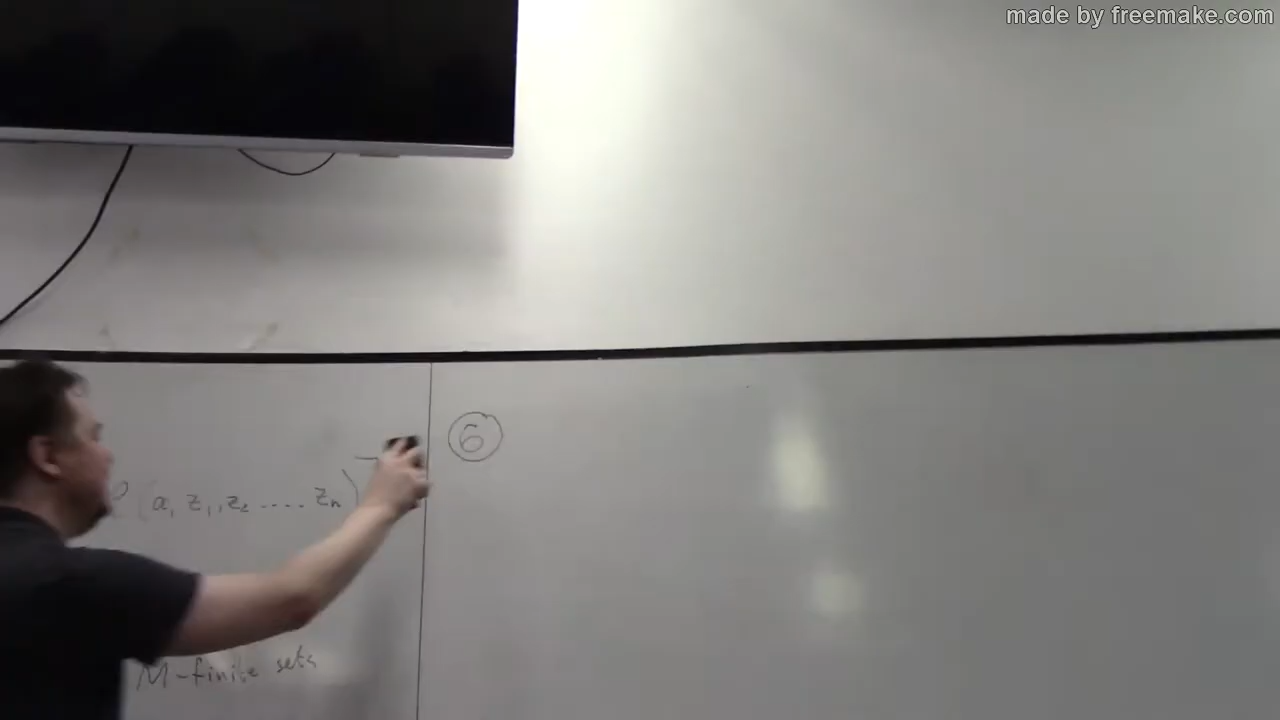 made by freemake.com
6
(a, z₁, z₂ .... zₙ)
M-finite sets